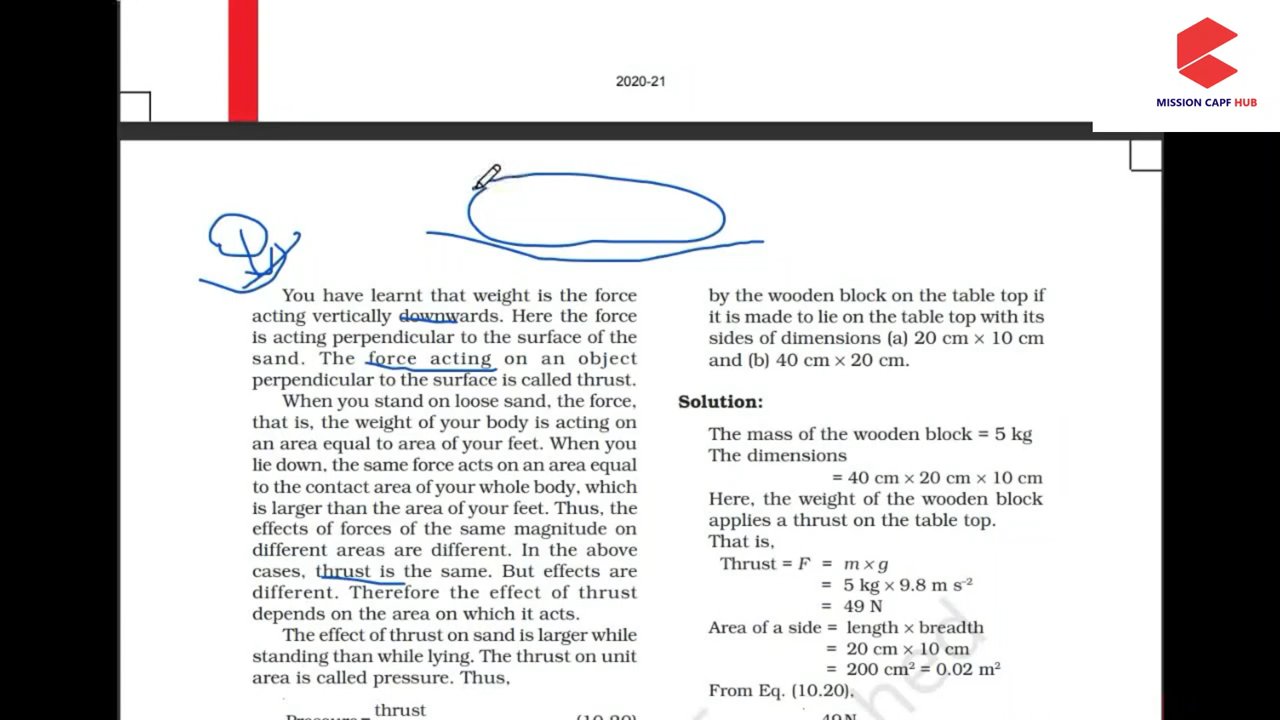 2020-21
MISSION CAPF HUB
You have learnt that weight is the force
acting vertically downwards. Here the force
is acting perpendicular to the surface of the
sand. The force acting on an object
perpendicular to the surface is called thrust.
When you stand on loose sand, the force,
that is, the weight of your body is acting on
an area equal to area of your feet. When you
lie down, the same force acts on an area equal
to the contact area of your whole body, which
is larger than the area of your feet. Thus, the
effects of forces of the same magnitude on
different areas are different. In the above
cases, thrust is the same. But effects are
different. Therefore the effect of thrust
depends on the area on which it acts.
The effect of thrust on sand is larger while
standing than while lying. The thrust on unit
area is called pressure. Thus,
thrust
Pressure= (10.20)
by the wooden block on the table top if
it is made to lie on the table top with its
sides of dimensions (a) 20 cm × 10 cm
and (b) 40 cm × 20 cm.
Solution:
The mass of the wooden block = 5 kg
The dimensions
= 40 cm × 20 cm × 10 cm
Here, the weight of the wooden block
applies a thrust on the table top.
That is,
Thrust = F = m × g
= 5 kg × 9.8 m s⁻²
= 49 N
Area of a side = length × breadth
= 20 cm × 10 cm
= 200 cm² = 0.02 m²
From Eq. (10.20),
49 N